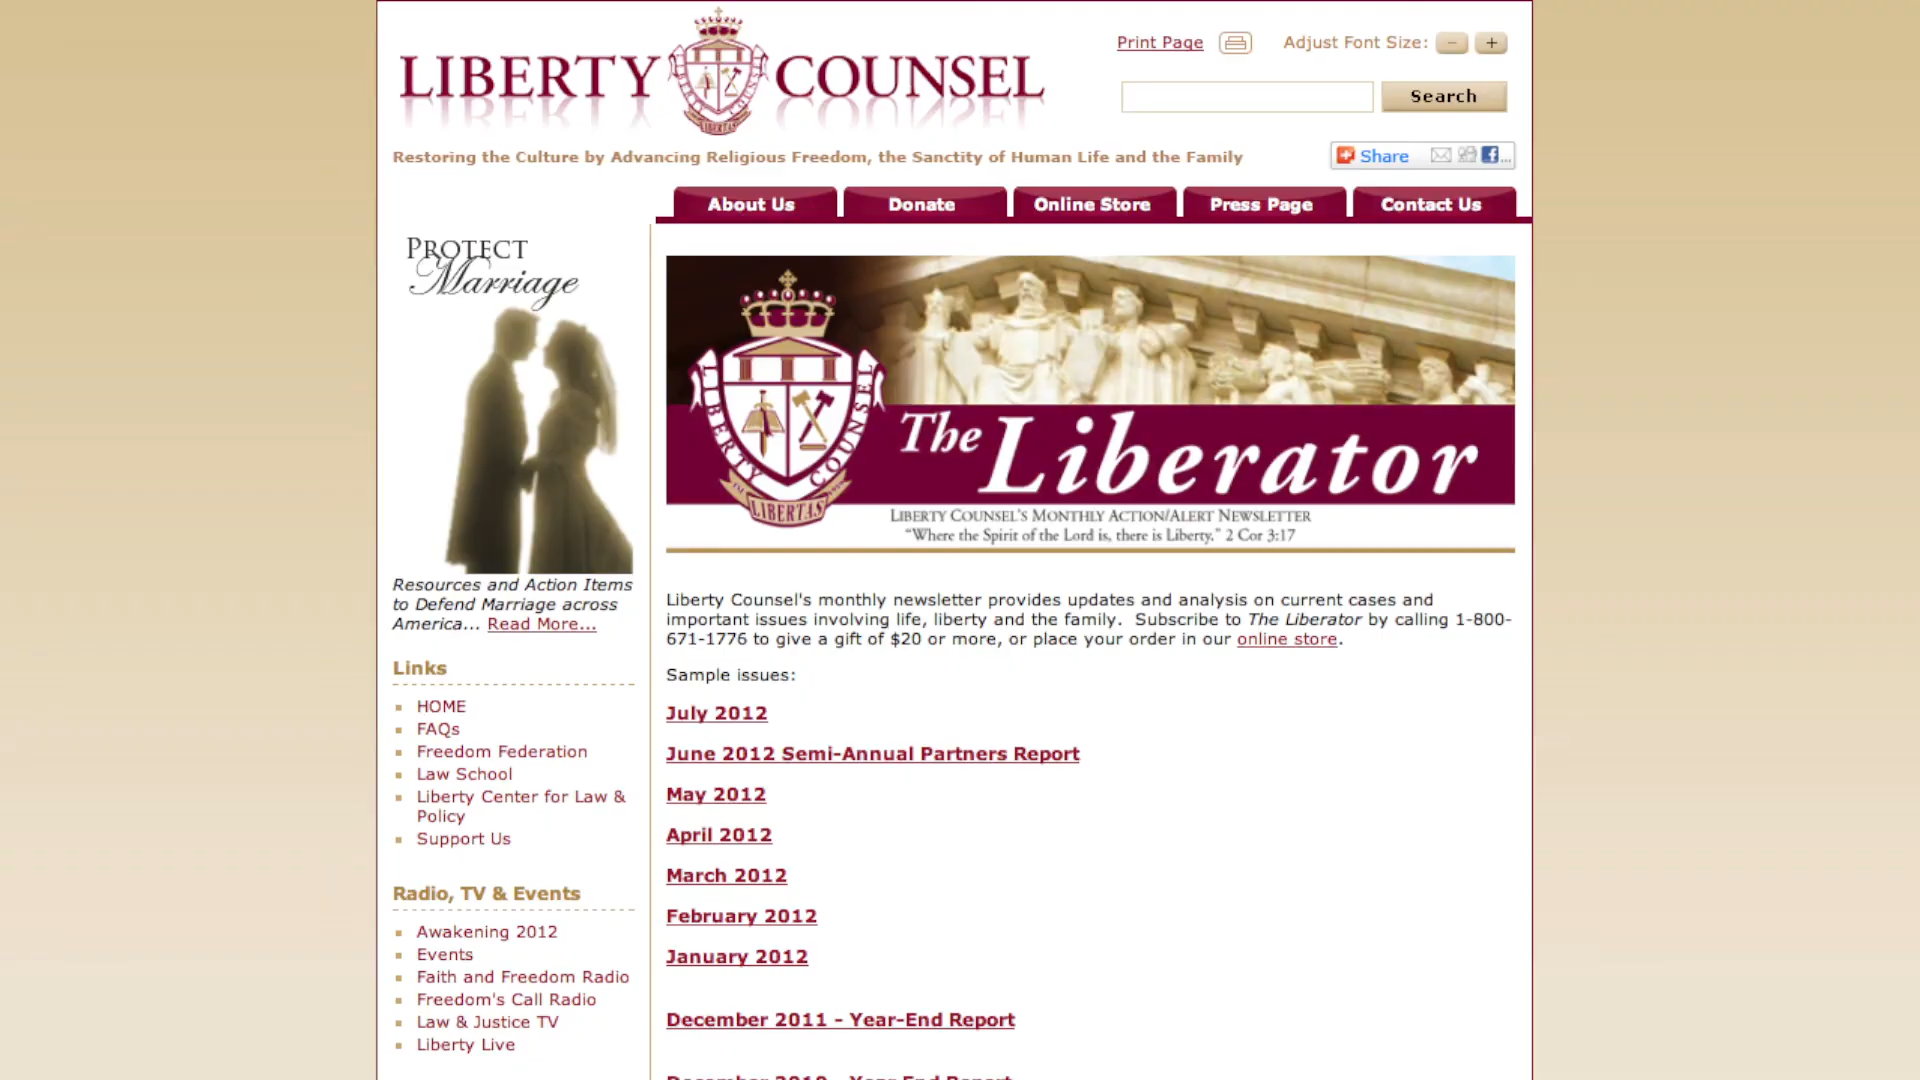 LIBERTY COUNSEL
LIBERTY COUNSEL
LIBERTAS
Print Page
Adjust Font Size: - +
Search
Restoring the Culture by Advancing Religious Freedom, the Sanctity of Human Life and the Family
Share ...
About Us Donate Online Store Press Page Contact Us
PROTECT
Marriage
Resources and Action Items
to Defend Marriage across
America... Read More...
Links
HOME
FAQs
Freedom Federation
Law School
Liberty Center for Law &
Policy
Support Us
Radio, TV & Events
Awakening 2012
Events
Faith and Freedom Radio
Freedom's Call Radio
Law & Justice TV
Liberty Live
LIBERTY COUNSEL
LIBERTAS
The Liberator
LIBERTY COUNSEL'S MONTHLY ACTION/ALERT NEWSLETTER
"Where the Spirit of the Lord is, there is Liberty." 2 Cor 3:17
Liberty Counsel's monthly newsletter provides updates and analysis on current cases and
important issues involving life, liberty and the family. Subscribe to The Liberator by calling 1-800-
671-1776 to give a gift of $20 or more, or place your order in our online store.
Sample issues:
July 2012
June 2012 Semi-Annual Partners Report
May 2012
April 2012
March 2012
February 2012
January 2012
December 2011 - Year-End Report